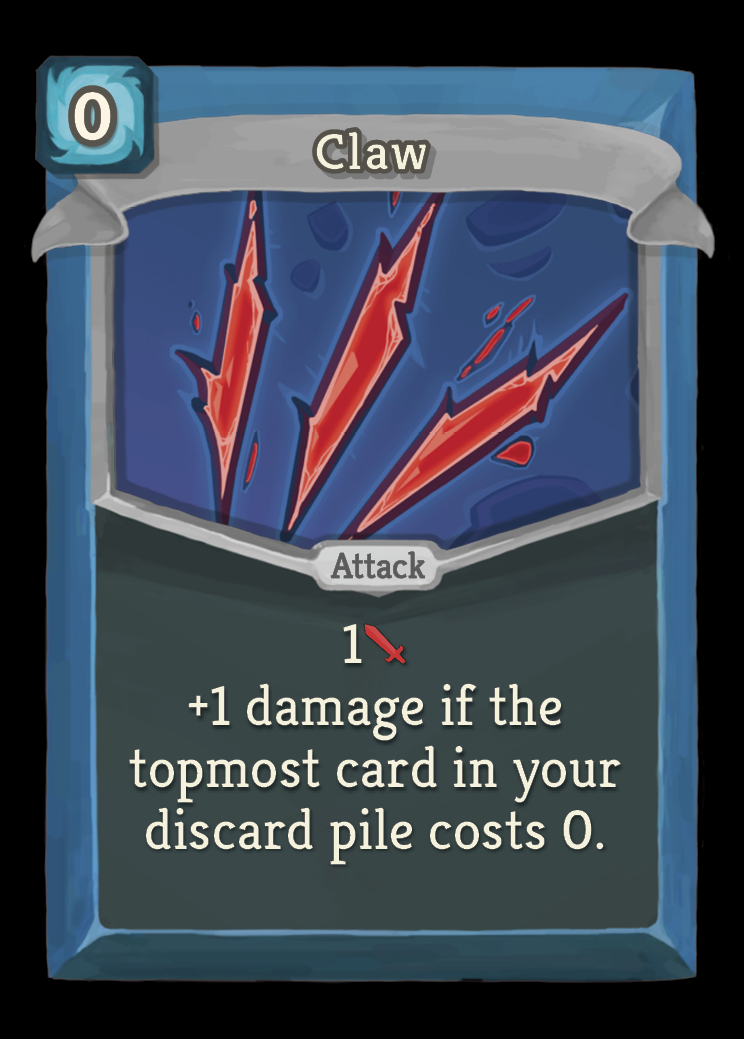 0
Claw
Attack
1
+1 damage if the
topmost card in your
discard pile costs 0.